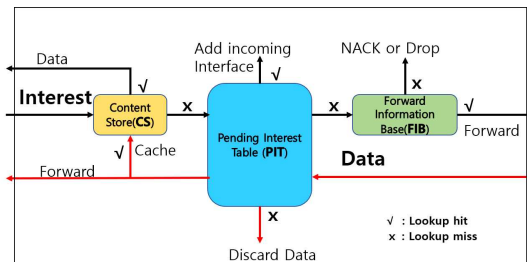 Data
√
Interest
Content
Store(CS)
x
√
Cache
Forward
Add incoming
Interface
√
Pending Interest
Table (PIT)
x
x
Discard Data
NACK or Drop
x
Forward
Information
Base(FIB)
√
Forward
Data
√ : Lookup hit
x : Lookup miss